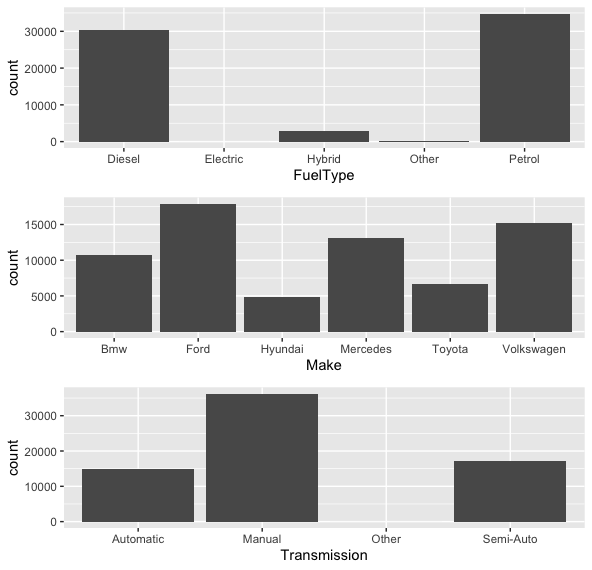 count
30000
20000
10000
0
Diesel Electric Hybrid Other Petrol
FuelType
count
15000
10000
5000
0
Bmw Ford Hyundai Mercedes Toyota Volkswagen
Make
count
30000
20000
10000
0
Automatic Manual Other Semi-Auto
Transmission